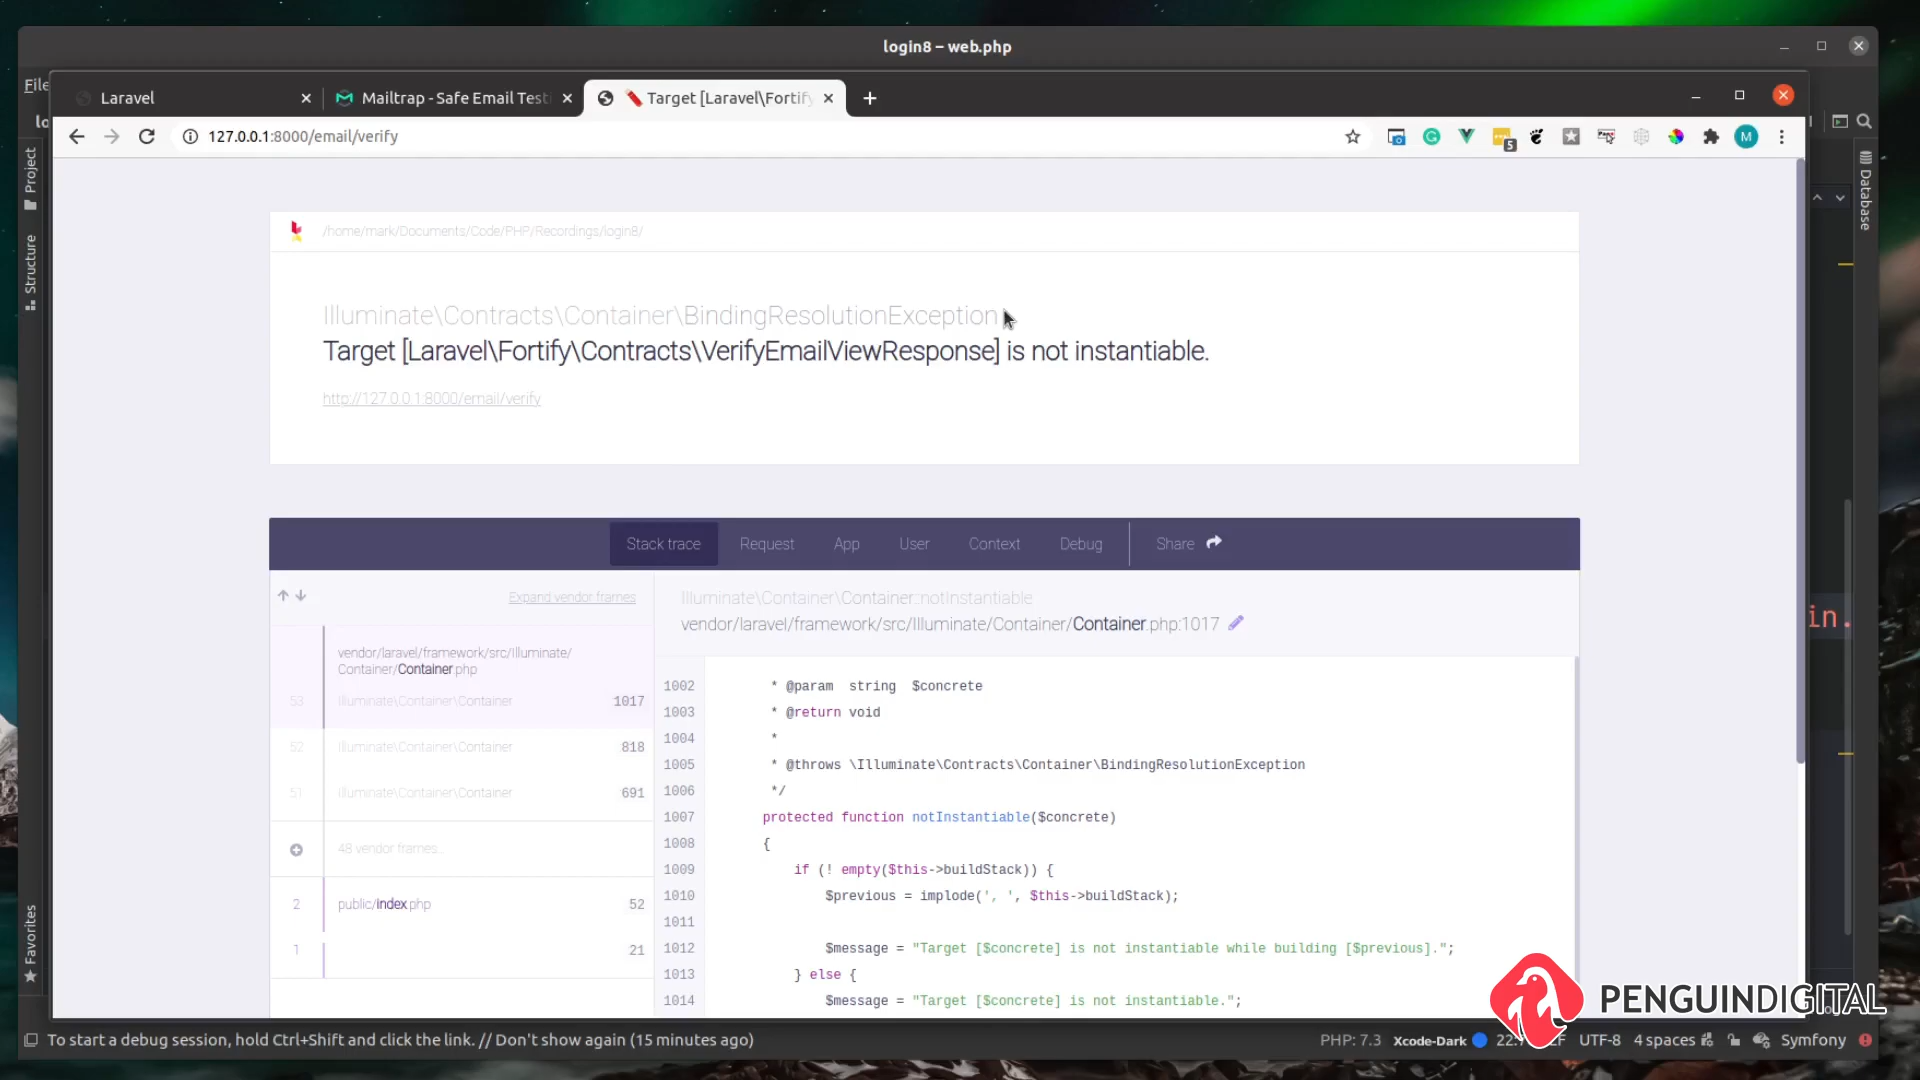 login8 – web.php
File
Laravel
Mailtrap - Safe Email Testi
Target [Laravel\Fortify
127.0.0.1:8000/email/verify
5
M
Project
Structure
Favorites
Database
/home/mark/Documents/Code/PHP/Recordings/login8/
Illuminate\Contracts\Container\BindingResolutionException
Target [Laravel\Fortify\Contracts\VerifyEmailViewResponse] is not instantiable.
http://127.0.0.1:8000/email/verify
Stack trace
Request
App
User
Context
Debug
Share
Expand vendor frames
vendor/laravel/framework/src/Illuminate/
Container/Container.php
53 Illuminate\Container\Container 1017
52 Illuminate\Container\Container 818
51 Illuminate\Container\Container 691
48 vendor frames…
2 public/index.php 52
1 21
Illuminate\Container\Container::notInstantiable
vendor/laravel/framework/src/Illuminate/Container/Container.php:1017
1002 * @param string $concrete
1003 * @return void
1004 *
1005 * @throws \Illuminate\Contracts\Container\BindingResolutionException
1006 */
1007 protected function notInstantiable($concrete)
1008 {
1009 if (! empty($this->buildStack)) {
1010 $previous = implode(', ', $this->buildStack);
1011
1012 $message = "Target [$concrete] is not instantiable while building [$previous].";
1013 } else {
1014 $message = "Target [$concrete] is not instantiable.";
in.
PENGUINDIGITAL
To start a debug session, hold Ctrl+Shift and click the link. // Don't show again (15 minutes ago)
PHP: 7.3
Xcode-Dark
UTF-8
4 spaces
Symfony